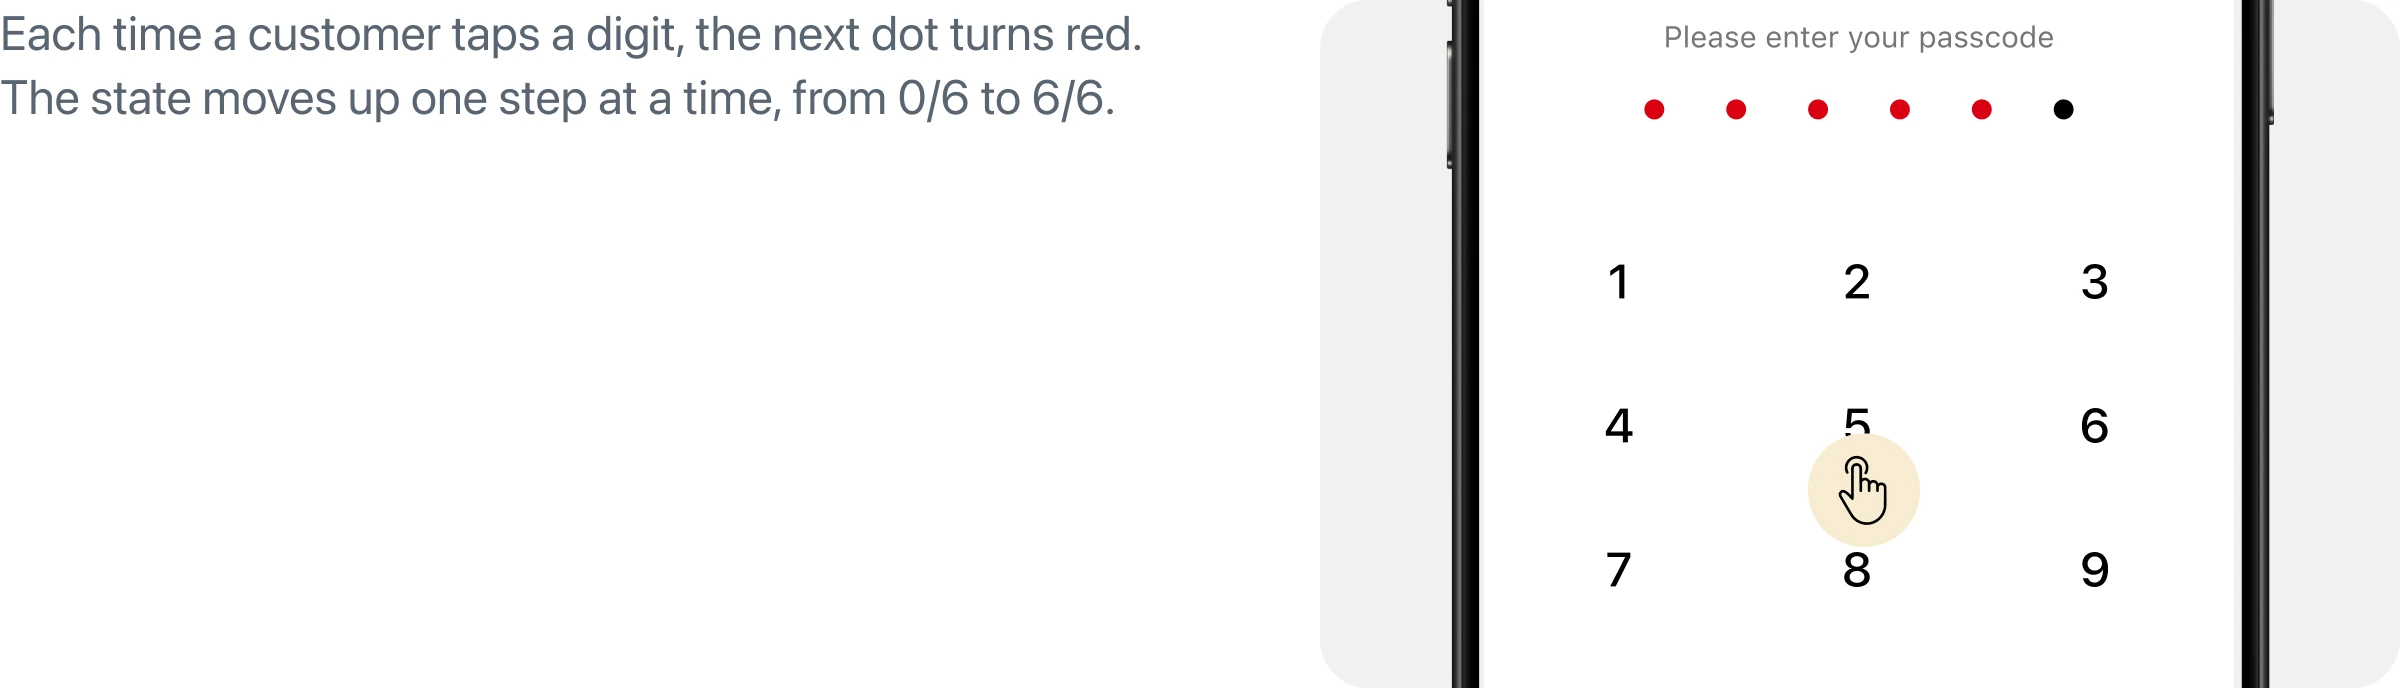 Each time a customer taps a digit, the next dot turns red.
The state moves up one step at a time, from 0/6 to 6/6.
Please enter your passcode
1 2 3
4 5 6
7 8 9